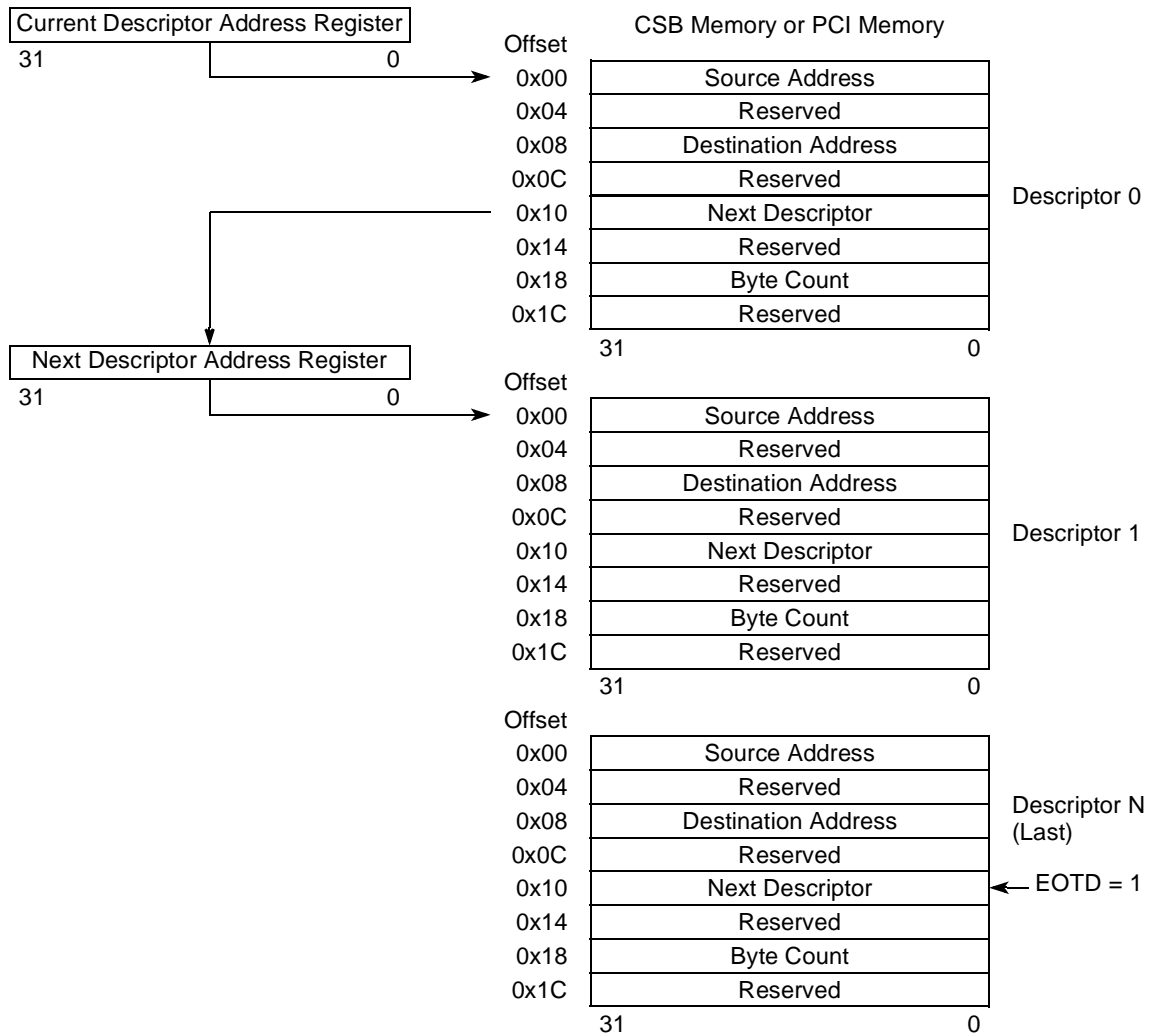 Current Descriptor Address Register
31 0
CSB Memory or PCI Memory
Offset
0x00 Source Address
0x04 Reserved
0x08 Destination Address
0x0C Reserved
0x10 Next Descriptor
0x14 Reserved
0x18 Byte Count
0x1C Reserved
31 0
Descriptor 0
Next Descriptor Address Register
31 0
Offset
0x00 Source Address
0x04 Reserved
0x08 Destination Address
0x0C Reserved
0x10 Next Descriptor
0x14 Reserved
0x18 Byte Count
0x1C Reserved
31 0
Descriptor 1
Offset
0x00 Source Address
0x04 Reserved
0x08 Destination Address
0x0C Reserved
0x10 Next Descriptor
0x14 Reserved
0x18 Byte Count
0x1C Reserved
31 0
Descriptor N
(Last)
EOTD = 1